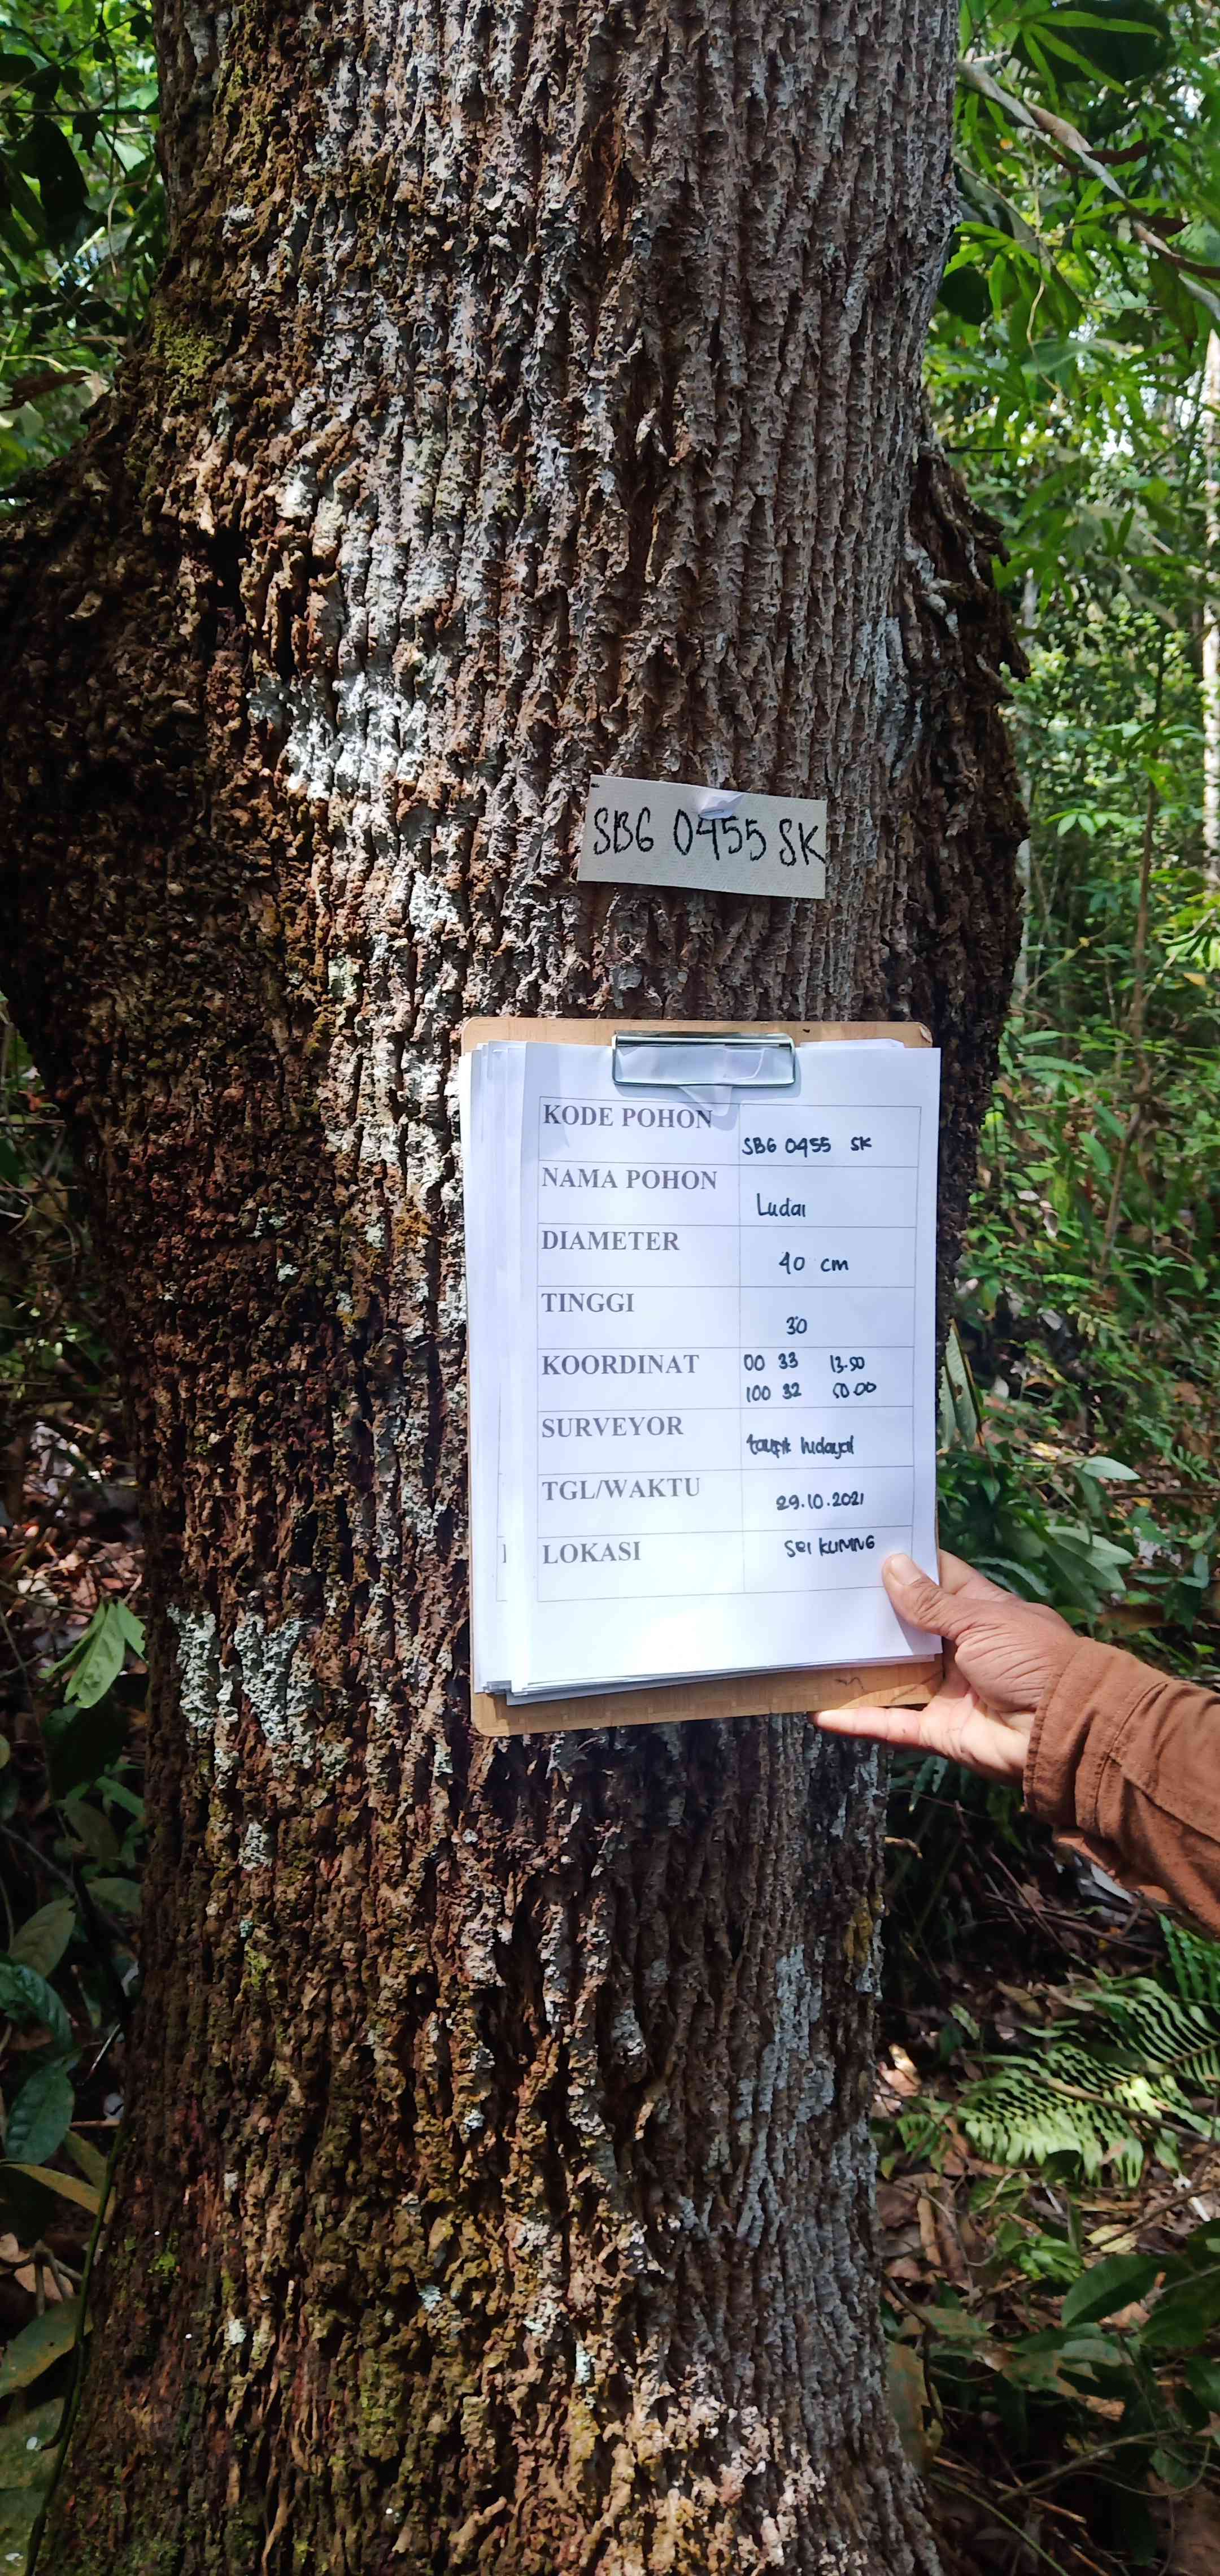 SBG 0455 SK
KODE POHON SBG 0455 SK
NAMA POHON Ludai
DIAMETER 40 cm
TINGGI 30
KOORDINAT 00 33 13.50
100 32 50.00
SURVEYOR taufik hidayat
TGL/WAKTU 29.10.2021
LOKASI Sei KUNING